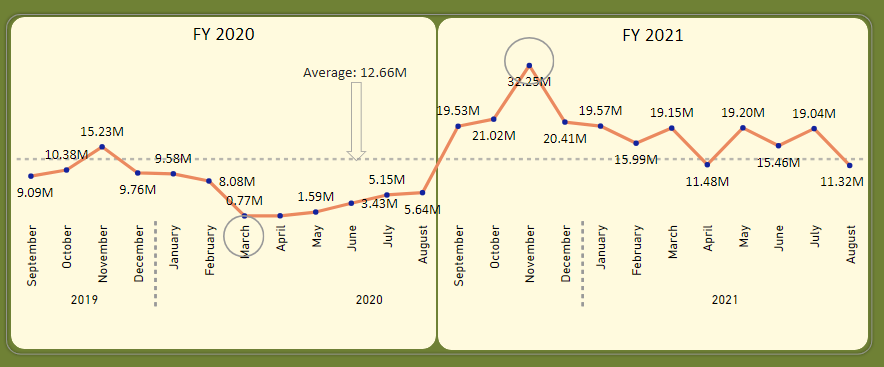 FY 2020
FY 2021
Average: 12.66M
9.09M
10.38M
15.23M
9.76M
9.58M
8.08M
0.77M
1.59M
3.43M
5.15M
5.64M
19.53M
21.02M
32.25M
20.41M
19.57M
15.99M
19.15M
11.48M
19.20M
15.46M
19.04M
11.32M
September
October
November
December
January
February
March
April
May
June
July
August
September
October
November
December
January
February
March
April
May
June
July
August
2019
2020
2021